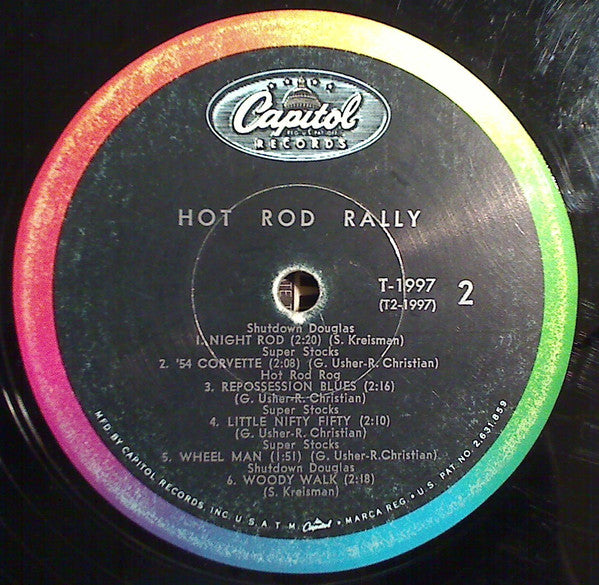 Capitol
REG. U.S. PAT. OFF.
RECORDS
HOT ROD RALLY
T-1997
(T2-1997)
2
Shutdown Douglas
1. NIGHT ROD (2:20) (S. Kreisman)
Super Stocks
2. '54 CORVETTE (2:08) (G. Usher-R. Christian)
Hot Rod Rog
3. REPOSSESSION BLUES (2:16)
(G. Usher-R. Christian)
Super Stocks
4. LITTLE NIFTY FIFTY (2:10)
(G. Usher-R. Christian)
Super Stocks
5. WHEEL MAN (1:51) (G. Usher-R.Christian)
Shutdown Douglas
6. WOODY WALK (2:18)
(S. Kreisman)
MFD BY CAPITOL RECORDS, INC. U.S.A. T.M. Capitol • MARCA REG. • U.S. PAT. NO. 2,631,859